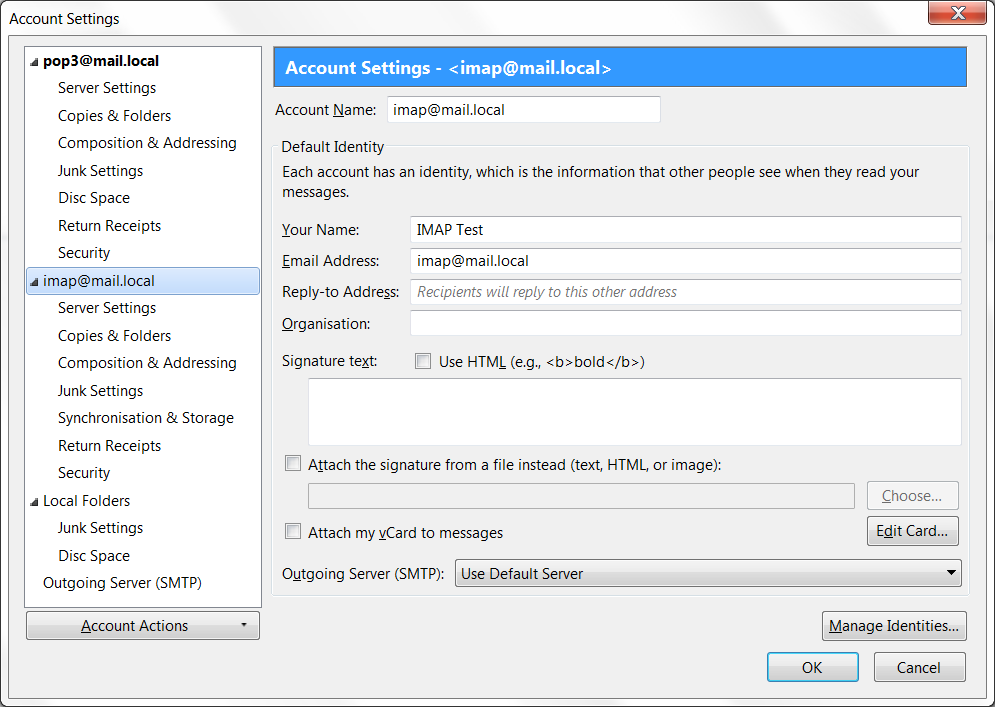 Account Settings
pop3@mail.local
Server Settings
Copies & Folders
Composition & Addressing
Junk Settings
Disc Space
Return Receipts
Security
imap@mail.local
Server Settings
Copies & Folders
Composition & Addressing
Junk Settings
Synchronisation & Storage
Return Receipts
Security
Local Folders
Junk Settings
Disc Space
Outgoing Server (SMTP)
Account Actions
Account Settings - <imap@mail.local>
Account Name: imap@mail.local
Default Identity
Each account has an identity, which is the information that other people see when they read your
messages.
Your Name: IMAP Test
Email Address: imap@mail.local
Reply-to Address: Recipients will reply to this other address
Organisation:
Signature text: Use HTML (e.g., <b>bold</b>)
Attach the signature from a file instead (text, HTML, or image):
Choose...
Attach my vCard to messages
Edit Card...
Outgoing Server (SMTP): Use Default Server
Manage Identities...
OK Cancel